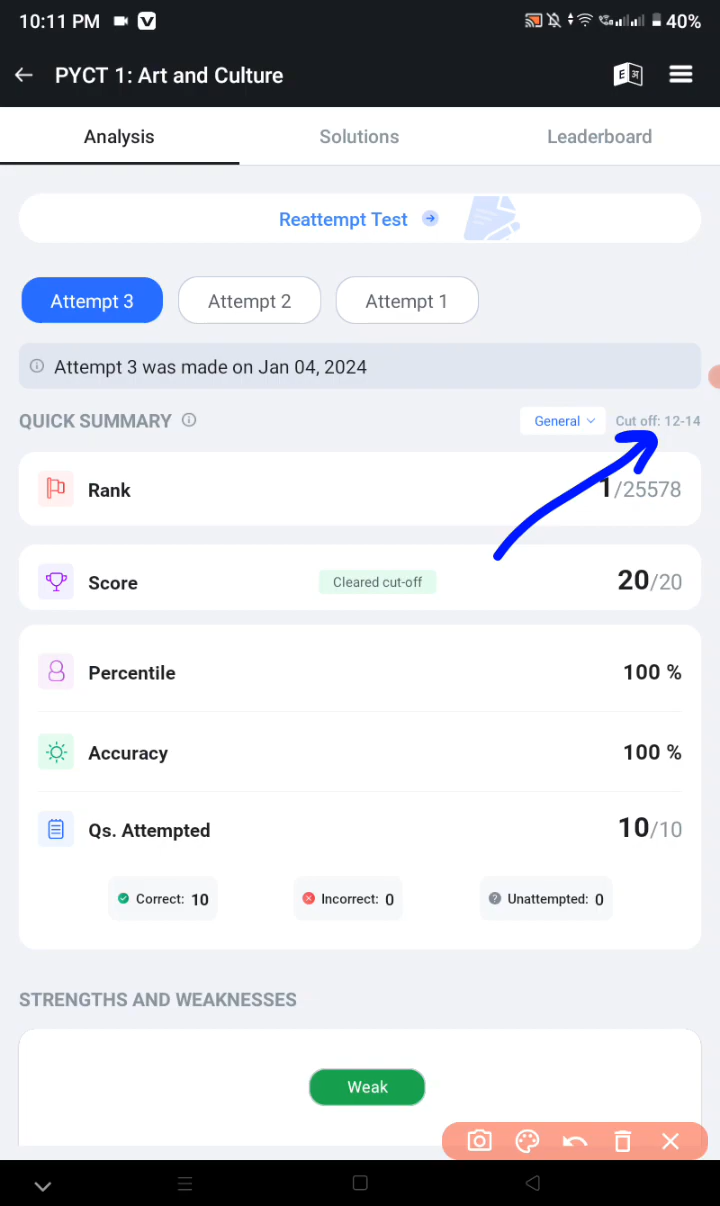 10:11 PM 40%
PYCT 1: Art and Culture
E अ
Analysis Solutions Leaderboard
Reattempt Test
Attempt 3 Attempt 2 Attempt 1
Attempt 3 was made on Jan 04, 2024
QUICK SUMMARY General Cut off: 12-14
Rank 1/25578
Score Cleared cut-off 20/20
Percentile 100 %
Accuracy 100 %
Qs. Attempted 10/10
Correct: 10 Incorrect: 0 Unattempted: 0
STRENGTHS AND WEAKNESSES
Weak